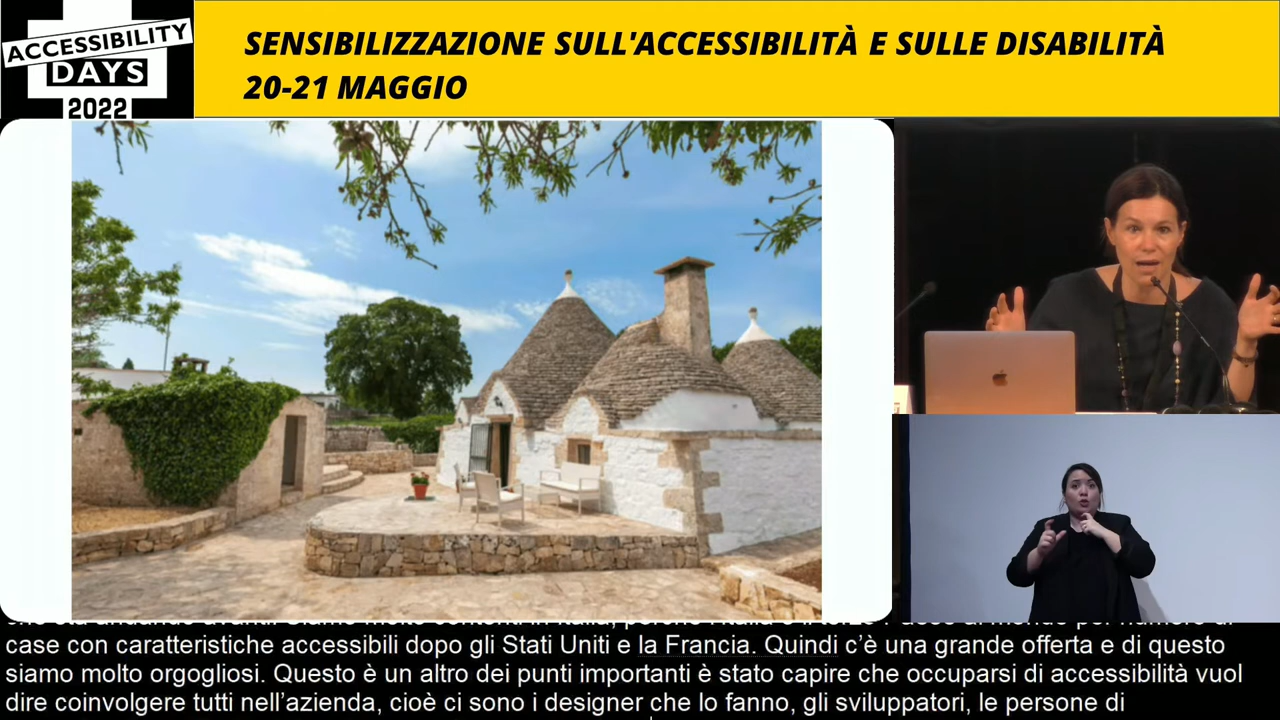 ACCESSIBILITY
DAYS
2022
SENSIBILIZZAZIONE SULL'ACCESSIBILITÀ E SULLE DISABILITÀ
20-21 MAGGIO
case con caratteristiche accessibili dopo gli Stati Uniti e la Francia. Quindi c’è una grande offerta e di questo
siamo molto orgogliosi. Questo è un altro dei punti importanti è stato capire che occuparsi di accessibilità vuol
dire coinvolgere tutti nell’azienda, cioè ci sono i designer che lo fanno, gli sviluppatori, le persone di